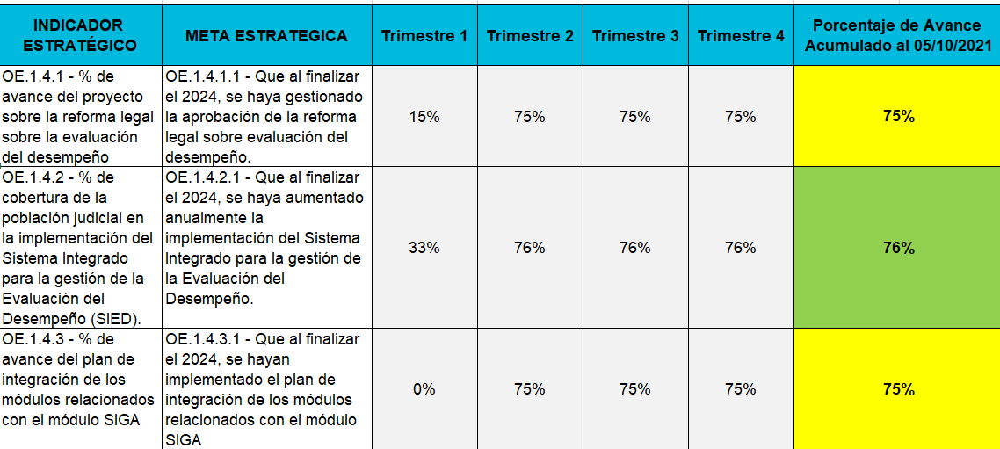 INDICADOR
ESTRATÉGICO
META ESTRATEGICA
Trimestre 1
Trimestre 2
Trimestre 3
Trimestre 4
Porcentaje de Avance
Acumulado al 05/10/2021
OE.1.4.1 - % de
avance del proyecto
sobre la reforma legal
sobre la evaluación
del desempeño
OE.1.4.1.1 - Que al finalizar
el 2024, se haya gestionado
la aprobación de la reforma
legal sobre evaluación del
desempeño.
15%
75%
75%
75%
75%
OE.1.4.2 - % de
cobertura de la
población judicial en
la implementación del
Sistema Integrado
para la gestión de la
Evaluación del
Desempeño (SIED).
OE.1.4.2.1 - Que al finalizar
el 2024, se haya aumentado
anualmente la
implementación del Sistema
Integrado para la gestión de
la Evaluación del
Desempeño.
33%
76%
76%
76%
76%
OE.1.4.3 - % de
avance del plan de
integración de los
módulos relacionados
con el módulo SIGA
OE.1.4.3.1 - Que al finalizar
el 2024, se hayan
implementado el plan de
integración de los módulos
relacionados con el módulo
SIGA
0%
75%
75%
75%
75%